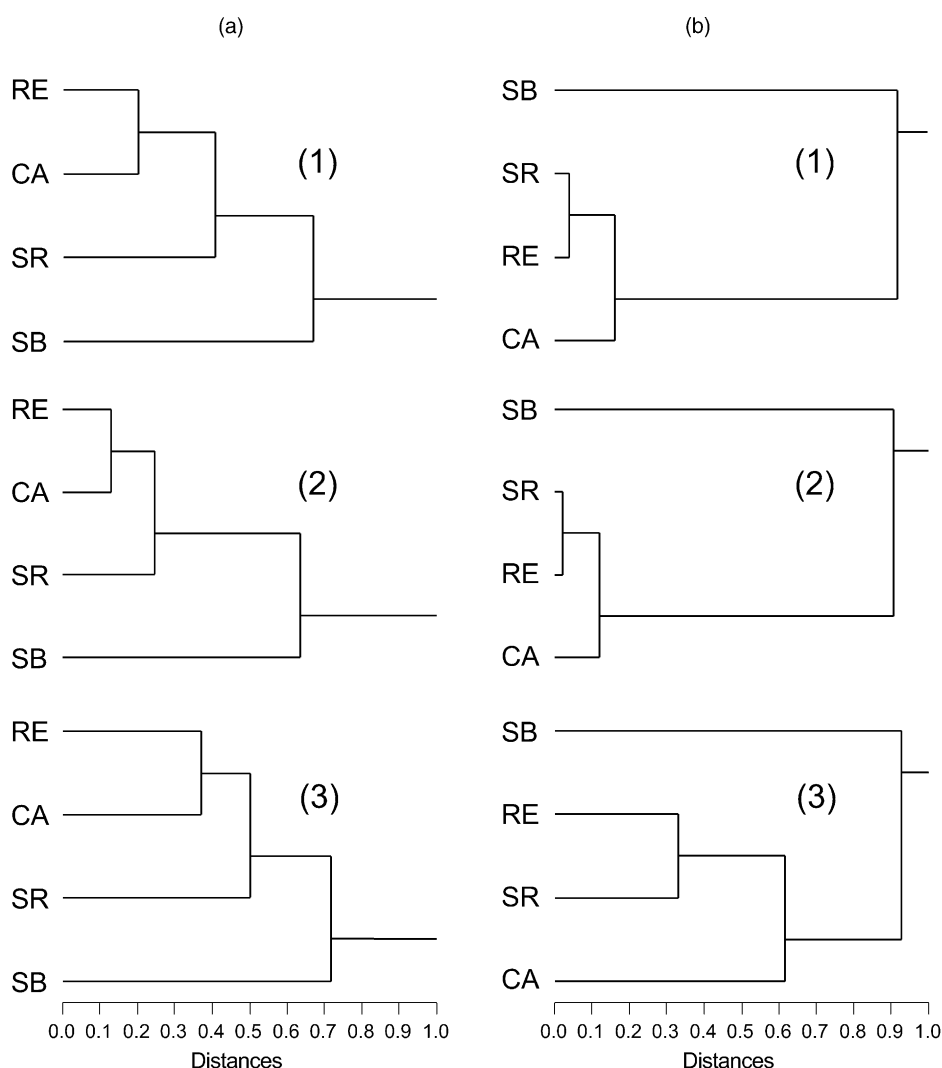 (a)
RE
CA
SR
SB
(1)
RE
CA
SR
SB
(2)
RE
CA
SR
SB
(3)
0.0 0.1 0.2 0.3 0.4 0.5 0.6 0.7 0.8 0.9 1.0
Distances
(b)
SB
SR
RE
CA
(1)
SB
SR
RE
CA
(2)
SB
RE
SR
CA
(3)
0.0 0.1 0.2 0.3 0.4 0.5 0.6 0.7 0.8 0.9 1.0
Distances